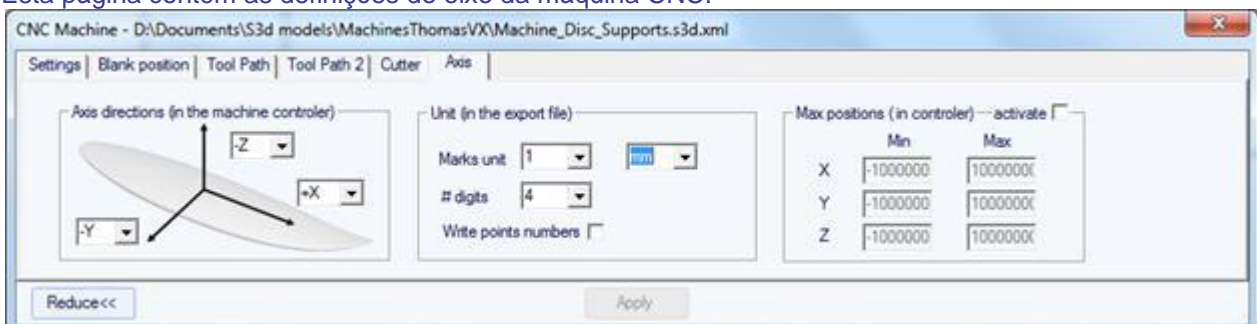 Esta página contém as definições do eixo da máquina CNC.
CNC Machine - D:\Documents\S3d models\MachinesThomasVX\Machine_Disc_Supports.s3d.xml
Settings Blank position Tool Path Tool Path 2 Cutter Axis
Axis directions (in the machine controler) Unit (in the export file) Max positions ( in controler) activate
Min Max
-Z Marks unit 1 mm X -1000000 1000000(
+X # digits 4 Y -1000000 1000000(
-Y Write points numbers Z -1000000 1000000(
Reduce<< Apply